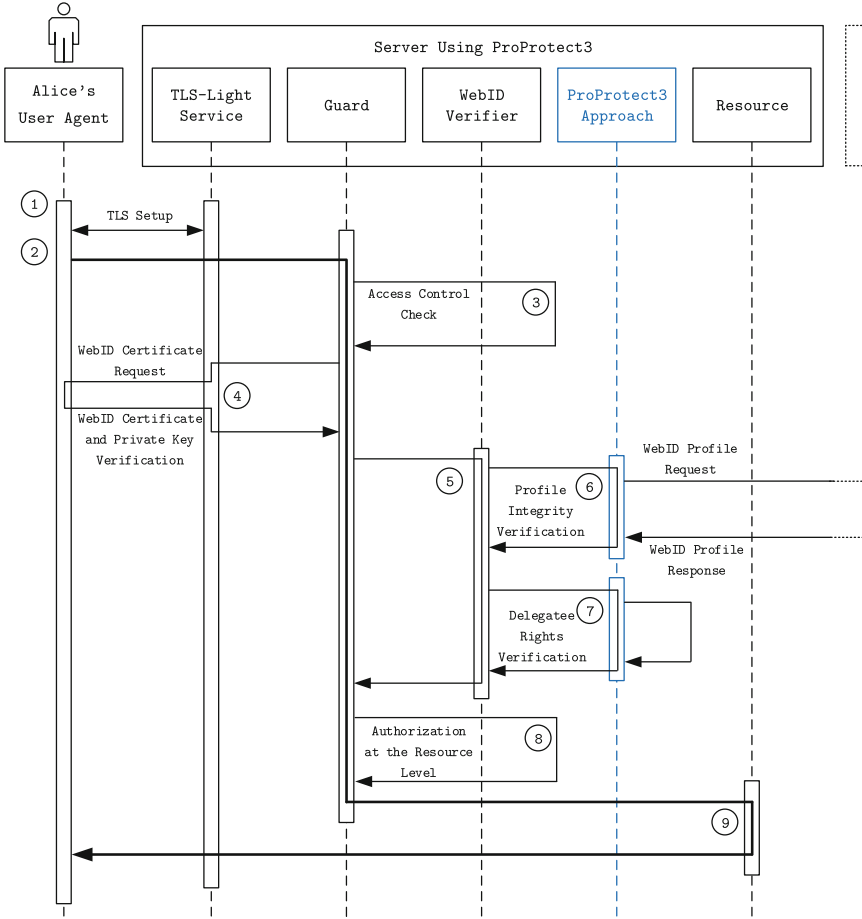 Server Using ProProtect3
Alice's
User Agent
TLS-Light
Service
Guard
WebID
Verifier
ProProtect3
Approach
Resource
1
TLS Setup
2
Access Control
Check
3
WebID Certificate
Request
4
WebID Certificate
and Private Key
Verification
5
Profile
Integrity
Verification
6
WebID Profile
Request
WebID Profile
Response
Delegatee
Rights
Verification
7
Authorization
at the Resource
Level
8
9